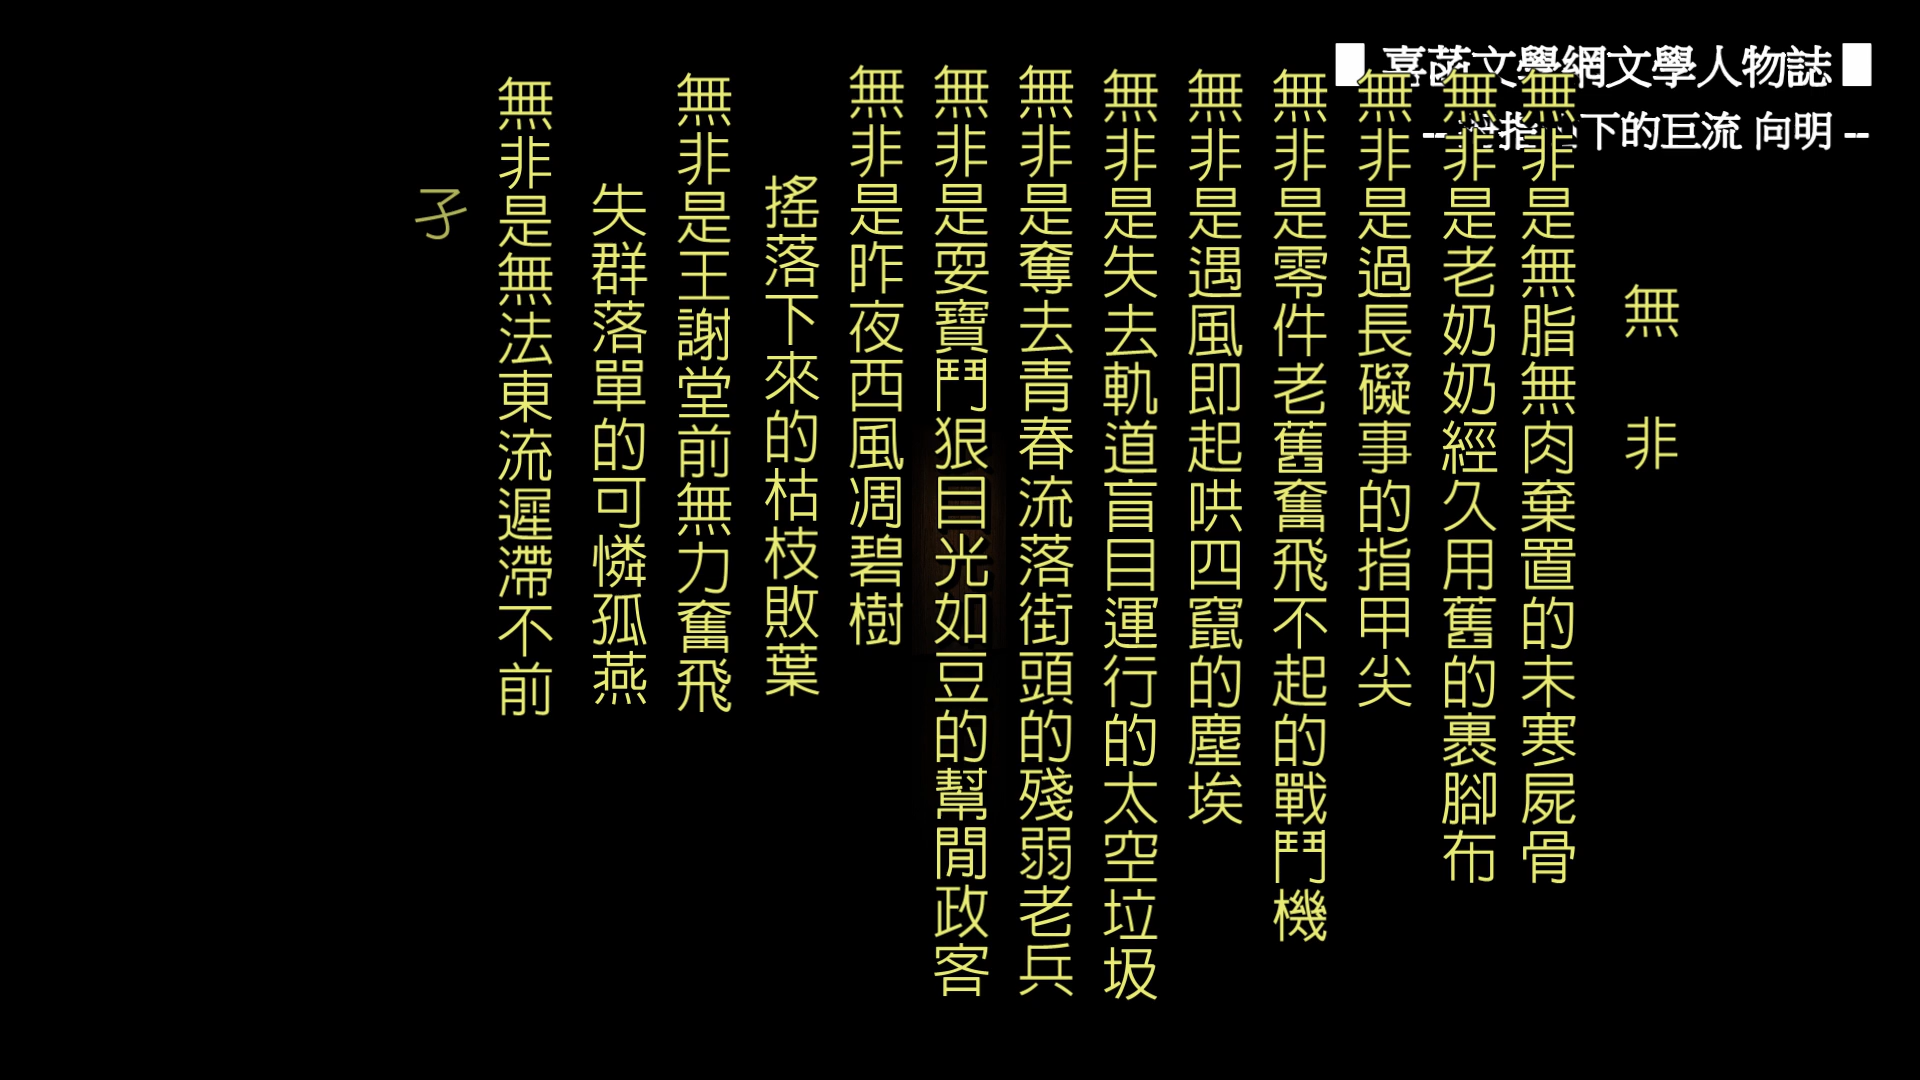 喜菡文學網文學人物誌
-- 指下的巨流 向明 --
無 非
無非是無脂無肉棄置的未寒屍骨
無非是老奶奶經久用舊的裹腳布
無非是過長礙事的指甲尖
無非是零件老舊奮飛不起的戰鬥機
無非是遇風即起哄四竄的塵埃
無非是失去軌道盲目運行的太空垃圾
無非是奪去青春流落街頭的殘弱老兵
無非是耍寶鬥狠目光如豆的幫閒政客
無非是昨夜西風凋碧樹
搖落下來的枯枝敗葉
無非是王謝堂前無力奮飛
失群落單的可憐孤燕
無非是無法東流遲滯不前
孑